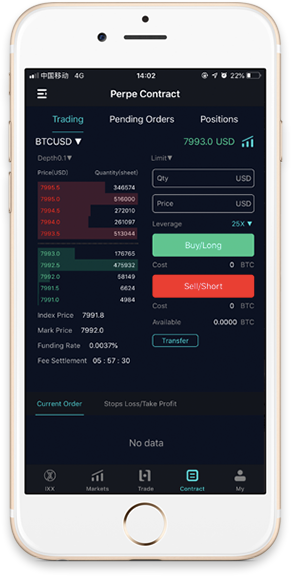 中国移动 4G 14:02 22%
Perpe Contract
Trading Pending Orders Positions
BTCUSD▼ 7993.0 USD
Depth0.1▼ Limit▼
Price(USD) Quantity(sheet)
7995.5 346574
7995.0 516000
7994.5 272010
7994.0 261097
7993.5 513044
7993.0 176765
7992.5 475932
7992.0 58149
7991.5 6624
7991.0 4984
Index Price 7991.8
Mark Price 7992.0
Funding Rate 0.0037%
Fee Settlement 05 : 57 : 30
Qty USD
Price USD
Leverage 25X▼
Buy/Long
Cost 0 BTC
Sell/Short
Cost 0 BTC
Available 0.0000 BTC
Transfer
Current Order Stops Loss/Take Profit
No data
IXX Markets Trade Contract My